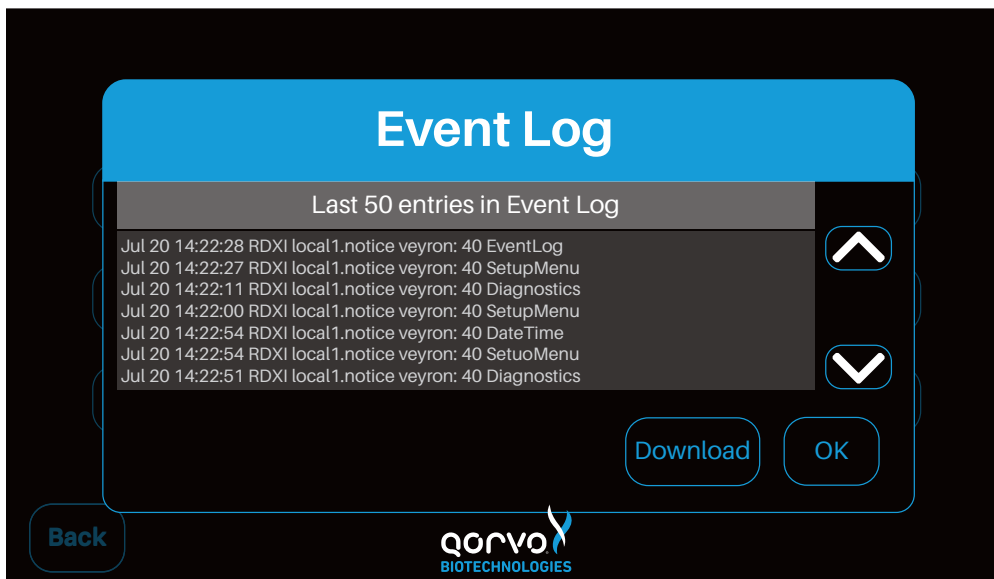 Event Log
Last 50 entries in Event Log
Jul 20 14:22:28 RDXI local1.notice veyron: 40 EventLog
Jul 20 14:22:27 RDXI local1.notice veyron: 40 SetupMenu
Jul 20 14:22:11 RDXI local1.notice veyron: 40 Diagnostics
Jul 20 14:22:00 RDXI local1.notice veyron: 40 SetupMenu
Jul 20 14:22:54 RDXI local1.notice veyron: 40 DateTime
Jul 20 14:22:54 RDXI local1.notice veyron: 40 SetuoMenu
Jul 20 14:22:51 RDXI local1.notice veyron: 40 Diagnostics
Download
OK
Back
QORVO
BIOTECHNOLOGIES